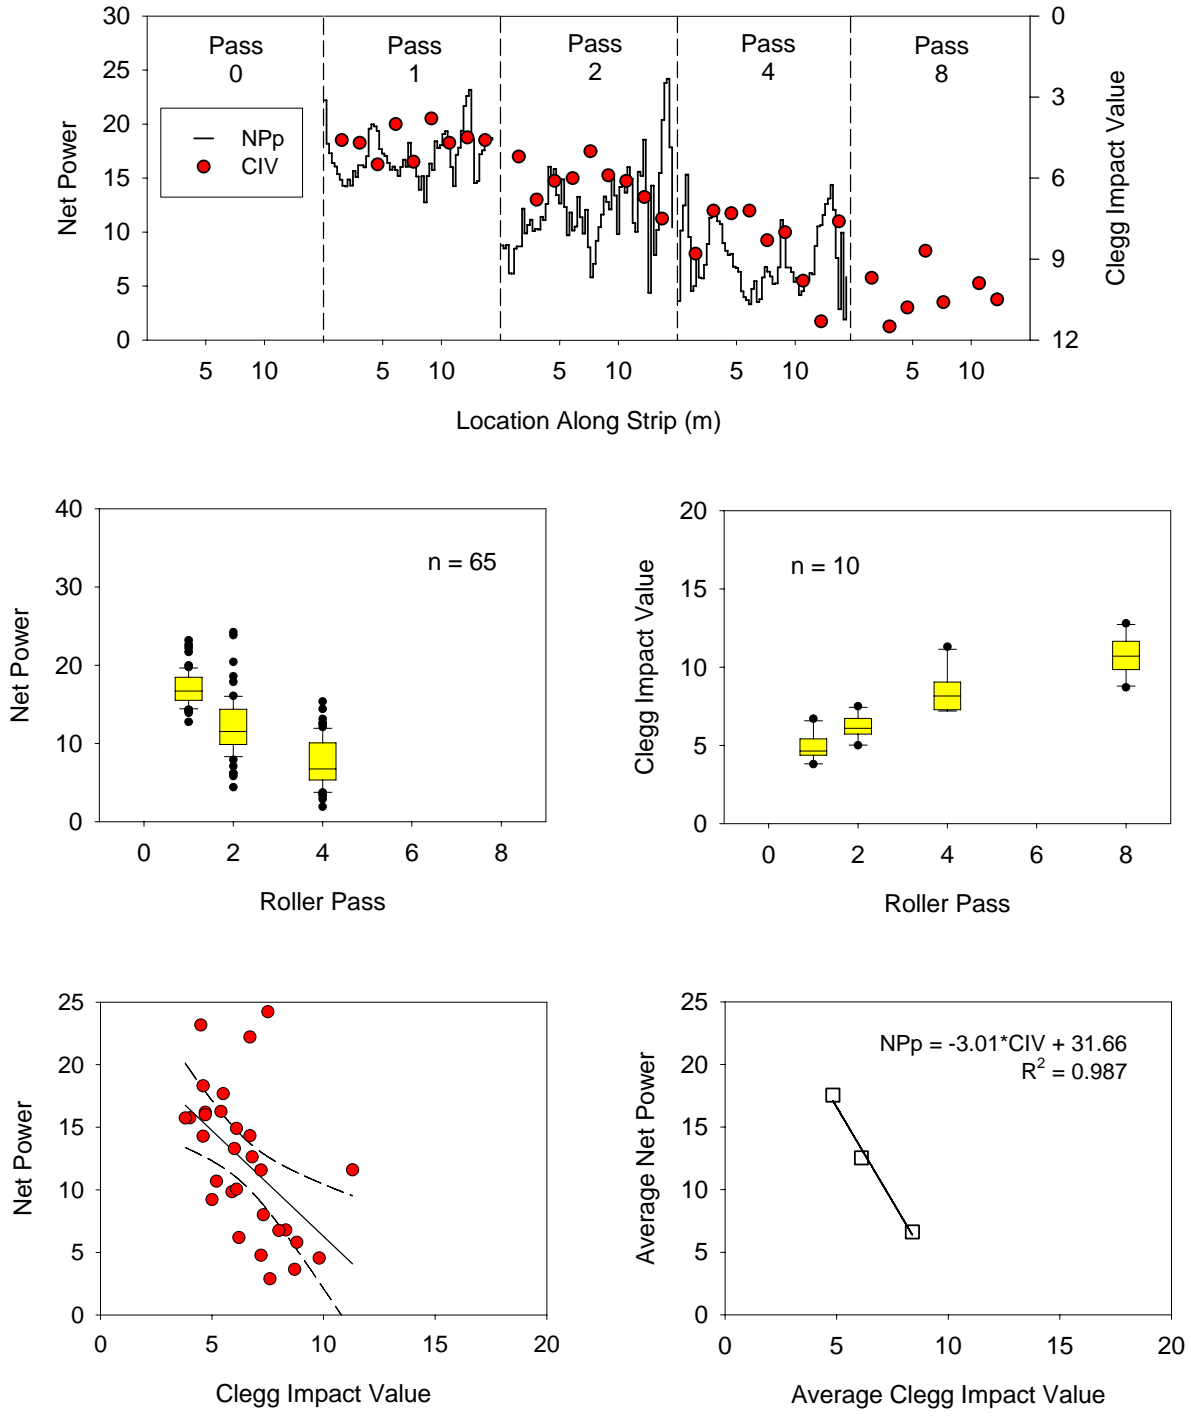 30
25
20
15
10
5
0
Net Power
Pass
0
Pass
1
Pass
2
Pass
4
Pass
8
NPp
CIV
0
3
6
9
12
Clegg Impact Value
5 10 5 10 5 10 5 10 5 10
Location Along Strip (m)
40
30
20
10
0
Net Power
n = 65
0 2 4 6 8
Roller Pass
20
15
10
5
0
Clegg Impact Value
n = 10
0 2 4 6 8
Roller Pass
25
20
15
10
5
0
Net Power
0 5 10 15 20
Clegg Impact Value
25
20
15
10
5
0
Average Net Power
NPp = -3.01*CIV + 31.66
R² = 0.987
0 5 10 15 20
Average Clegg Impact Value